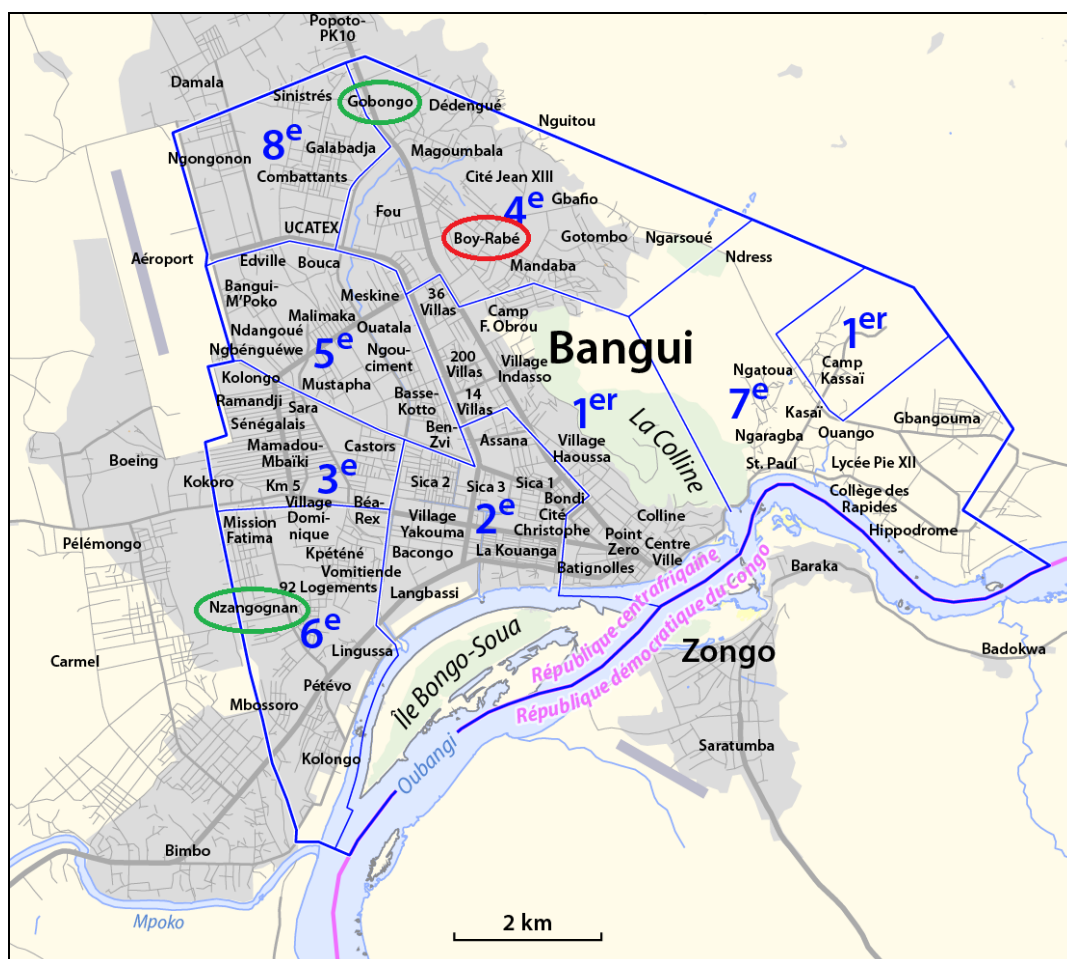 Popoto-
PK10
Damala
Sinistrés
Gobongo
Dédengué
Nguitou
8e
Ngongonon
Galabadja
Magoumbala
Combattants
Cité Jean XIII
4e
Gbafio
Fou
UCATEX
Boy-Rabé
Gotombo
Ngarsoué
Ndress
Aéroport
Edville
Bouca
Mandaba
Bangui-
M'Poko
Meskine
36
Villas
Camp
F. Obrou
Malimaka
Ndangoué
Ouatala
Bangui
1er
Ngbénguéwe
5e
Ngou-
ciment
200
Villas
Village
Indasso
Camp
Kassaï
Ngatoua
Kolongo
Mustapha
Ramandji
Sara
Basse-
Kotto
14
Villas
1er
7e
Kasaï
Gbangouma
Sénégalais
Ben-
Zvi
Assana
Village
Haoussa
La Colline
Ngaragba
Ouango
Mamadou-
Mbaïki
Castors
Boeing
St. Paul
Lycée Pie XII
Kokoro
3e
Km 5
Sica 2
Sica 3
Sica 1
Bondi
Collège des
Rapides
Village
Domi-
nique
Béa-
Rex
2e
Cité
Christophe
Colline
Hippodrome
Mission
Fatima
Village
Yakouma
Point
Zero
Centre
Ville
Pélémongo
Kpéténé
Bacongo
La Kouanga
Vomitiende
Batignolles
Baraka
92 Logements
Langbassi
Nzangognan
6e
République centrafriqaine
République démocratique du Congo
Lingussa
Île Bongo-Soua
Zongo
Badokwa
Carmel
Pétévo
Mbossoro
Kolongo
Oubangi
Saratumba
Bimbo
Mpoko
2 km